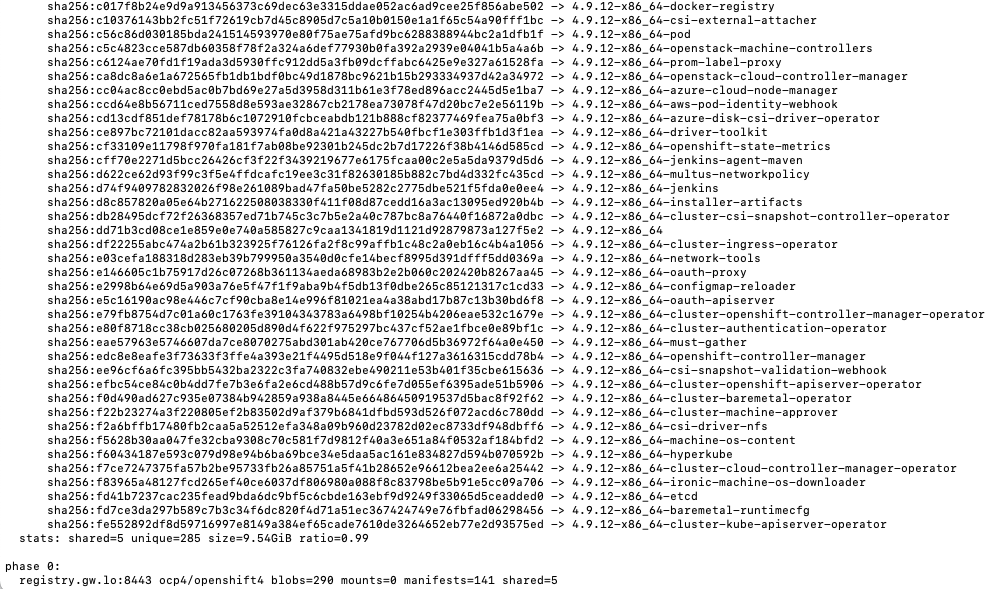 sha256:c017f8b24e9d9a913456373c69dec63e3315ddae052ac6ad9cee25f856abe502 -> 4.9.12-x86_64-docker-registry
sha256:c10376143bb2fc51f72619cb7d45c8905d7c5a10b0150e1a1f65c54a90fff1bc -> 4.9.12-x86_64-csi-external-attacher
sha256:c56c86d030185bda241514593970e80f75ae75afd9bc6288388944bc2a1dfb1f -> 4.9.12-x86_64-pod
sha256:c5c4823cce587db60358f78f2a324a6def77930b0fa392a2939e04041b5a4a6b -> 4.9.12-x86_64-openstack-machine-controllers
sha256:c6124ae70fd1f19ada3d5930ffc912dd5a3fb09dcffabc6425e9e327a61528fa -> 4.9.12-x86_64-prom-label-proxy
sha256:ca8dc8a6e1a672565fb1db1bdf0bc49d1878bc9621b15b293334937d42a34972 -> 4.9.12-x86_64-openstack-cloud-controller-manager
sha256:cc04ac8cc0ebd5ac0b7bd69e27a5d3958d311b61e3f78ed896acc2445d5e1ba7 -> 4.9.12-x86_64-azure-cloud-node-manager
sha256:ccd64e8b56711ced7558d8e593ae32867cb2178ea73078f47d20bc7e2e56119b -> 4.9.12-x86_64-aws-pod-identity-webhook
sha256:cd13cdf851def78178b6c1072910fcbceabdb121b888cf82377469fea75a0bf3 -> 4.9.12-x86_64-azure-disk-csi-driver-operator
sha256:ce897bc72101dacc82aa593974fa0d8a421a43227b540fbcf1e303ffb1d3f1ea -> 4.9.12-x86_64-driver-toolkit
sha256:cf33109e11798f970fa181f7ab08be92301b245dc2b7d17226f38b4146d585cd -> 4.9.12-x86_64-openshift-state-metrics
sha256:cff70e2271d5bcc26426cf3f22f3439219677e6175fcaa00c2e5a5da9379d5d6 -> 4.9.12-x86_64-jenkins-agent-maven
sha256:d622ce62d93f99c3f5e4ffdcafc19ee3c31f82630185b882c7bd4d332fc435cd -> 4.9.12-x86_64-multus-networkpolicy
sha256:d74f9409782832026f98e261089bad47fa50be5282c2775dbe521f5fda0e0ee4 -> 4.9.12-x86_64-jenkins
sha256:d8c857820a05e64b271622508038330f411f08d87cedd16a3ac13095ed920b4b -> 4.9.12-x86_64-installer-artifacts
sha256:db28495dcf72f26368357ed71b745c3c7b5e2a40c787bc8a76440f16872a0dbc -> 4.9.12-x86_64-cluster-csi-snapshot-controller-operator
sha256:dd71b3cd08ce1e859e0e740a585827c9caa1341819d1121d92879873a127f5e2 -> 4.9.12-x86_64
sha256:df22255abc474a2b61b323925f76126fa2f8c99affb1c48c2a0eb16c4b4a1056 -> 4.9.12-x86_64-cluster-ingress-operator
sha256:e03cefa188318d283eb39b799950a3540d0cfe14becf8995d391dfff5dd0369a -> 4.9.12-x86_64-network-tools
sha256:e146605c1b75917d26c07268b361134aeda68983b2e2b060c202420b8267aa45 -> 4.9.12-x86_64-oauth-proxy
sha256:e2998b64e69d5a903a76e5f47f1f9aba9b4f5db13f0dbe265c85121317c1cd33 -> 4.9.12-x86_64-configmap-reloader
sha256:e5c16190ac98e446c7cf90cba8e14e996f81021ea4a38abd17b87c13b30bd6f8 -> 4.9.12-x86_64-oauth-apiserver
sha256:e79fb8754d7c01a60c1763fe39104343783a6498bf10254b4206eae532c1679e -> 4.9.12-x86_64-cluster-openshift-controller-manager-operator
sha256:e80f8718cc38cb025680205d890d4f622f975297bc437cf52ae1fbce0e89bf1c -> 4.9.12-x86_64-cluster-authentication-operator
sha256:eae57963e5746607da7ce8070275abd301ab420ce767706d5b36972f64a0e450 -> 4.9.12-x86_64-must-gather
sha256:edc8e8eafe3f73633f3ffe4a393e21f4495d518e9f044f127a3616315cdd78b4 -> 4.9.12-x86_64-openshift-controller-manager
sha256:ee96cf6a6fc395bb5432ba2322c3fa740832ebe490211e53b401f35cbe615636 -> 4.9.12-x86_64-csi-snapshot-validation-webhook
sha256:efbc54ce84c0b4dd7fe7b3e6fa2e6cd488b57d9c6fe7d055ef6395ade51b5906 -> 4.9.12-x86_64-cluster-openshift-apiserver-operator
sha256:f0d490ad627c935e07384b942859a938a8445e66486450919537d5bac8f92f62 -> 4.9.12-x86_64-cluster-baremetal-operator
sha256:f22b23274a3f220805ef2b83502d9af379b6841dfbd593d526f072acd6c780dd -> 4.9.12-x86_64-cluster-machine-approver
sha256:f2a6bffb17480fb2caa5a52512efa348a09b960d23782d02ec8733df948dbff6 -> 4.9.12-x86_64-csi-driver-nfs
sha256:f5628b30aa047fe32cba9308c70c581f7d9812f40a3e651a84f0532af184bfd2 -> 4.9.12-x86_64-machine-os-content
sha256:f60434187e593c079d98e94b6ba69bce34e5daa5ac161e834827d594b070592b -> 4.9.12-x86_64-hyperkube
sha256:f7ce7247375fa57b2be95733fb26a85751a5f41b28652e96612bea2ee6a25442 -> 4.9.12-x86_64-cluster-cloud-controller-manager-operator
sha256:f83965a48127fcd265ef40ce6037df806980a088f8c83798be5b91e5cc09a706 -> 4.9.12-x86_64-ironic-machine-os-downloader
sha256:fd41b7237cac235fead9bda6dc9bf5c6cbde163ebf9d9249f33065d5ceadded0 -> 4.9.12-x86_64-etcd
sha256:fd7ce3da297b589c7b3c34f6dc820f4d71a51ec367424749e76fbfad06298456 -> 4.9.12-x86_64-baremetal-runtimecfg
sha256:fe552892df8d59716997e8149a384ef65cade7610de3264652eb77e2d93575ed -> 4.9.12-x86_64-cluster-kube-apiserver-operator
stats: shared=5 unique=285 size=9.54GiB ratio=0.99
phase 0:
registry.gw.lo:8443 ocp4/openshift4 blobs=290 mounts=0 manifests=141 shared=5